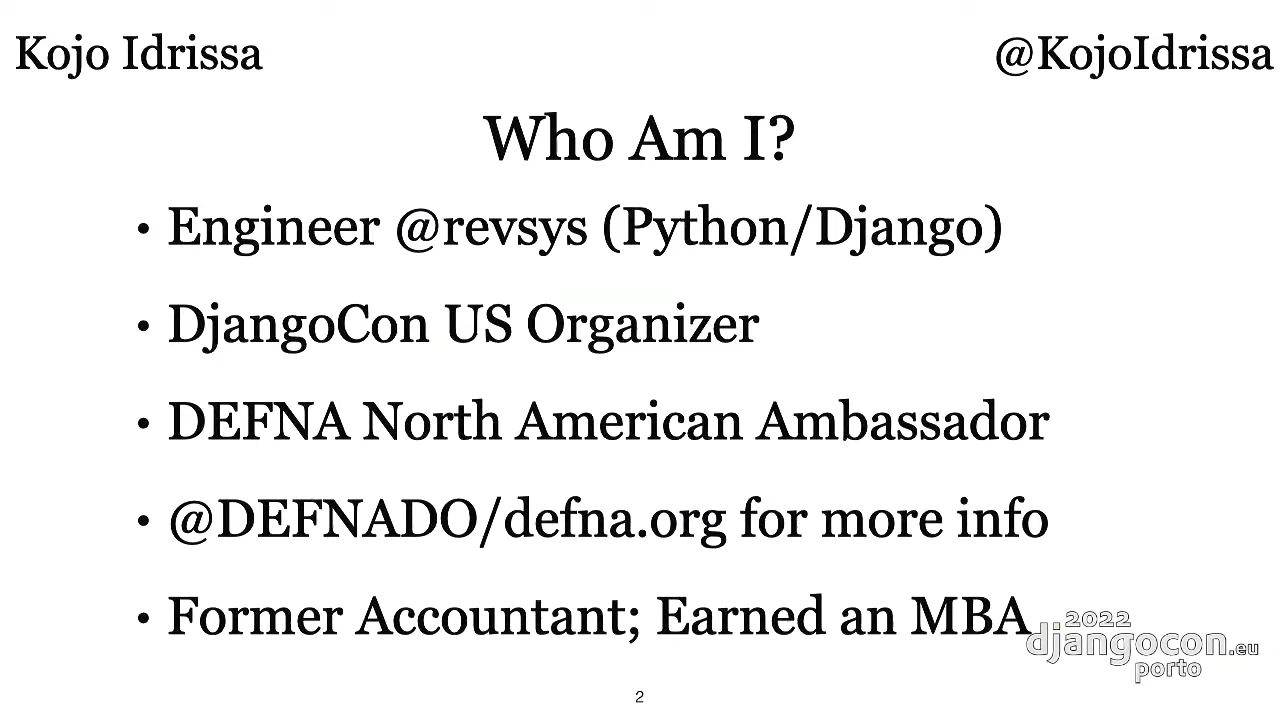 Kojo Idrissa
@KojoIdrissa
Who Am I?
• Engineer @revsys (Python/Django)
• DjangoCon US Organizer
• DEFNA North American Ambassador
• @DEFNADO/defna.org for more info
• Former Accountant; Earned an MBA
2022
djangocon.eu
porto
2